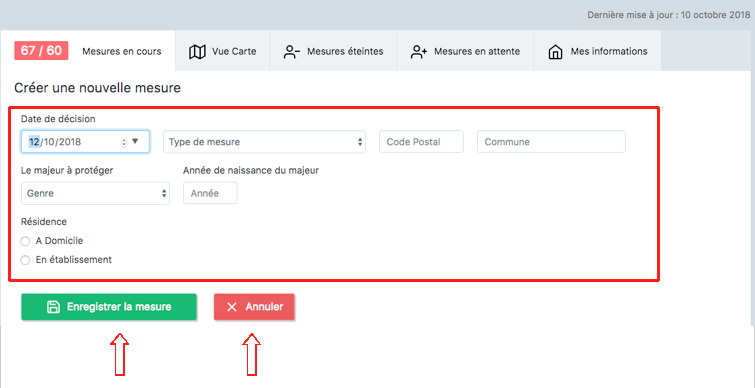 Dernière mise à jour : 10 octobre 2018
67 / 60 Mesures en cours Vue Carte Mesures éteintes Mesures en attente Mes informations
Créer une nouvelle mesure
Date de décision
12/10/2018 Type de mesure Code Postal Commune
Le majeur à protéger Année de naissance du majeur
Genre Année
Résidence
A Domicile
En établissement
Enregistrer la mesure Annuler